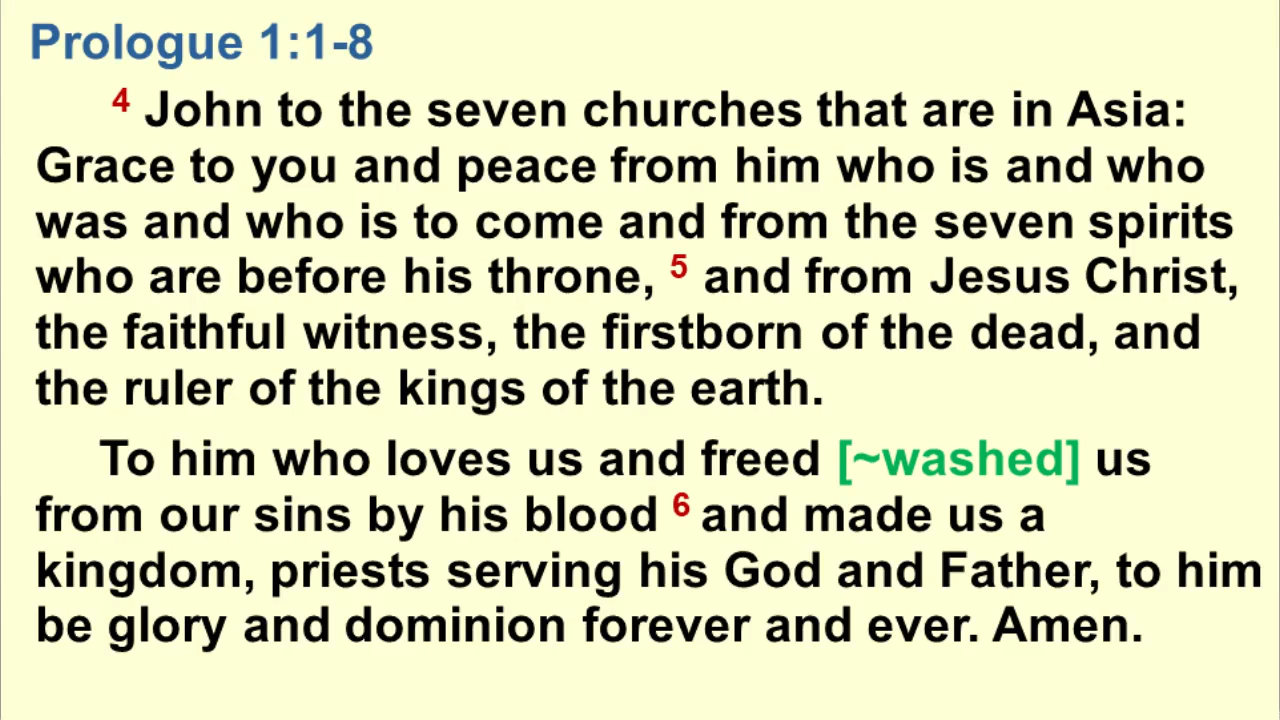 Prologue 1:1-8
4 John to the seven churches that are in Asia:
Grace to you and peace from him who is and who
was and who is to come and from the seven spirits
who are before his throne, 5 and from Jesus Christ,
the faithful witness, the firstborn of the dead, and
the ruler of the kings of the earth.
To him who loves us and freed [~washed] us
from our sins by his blood 6 and made us a
kingdom, priests serving his God and Father, to him
be glory and dominion forever and ever. Amen.